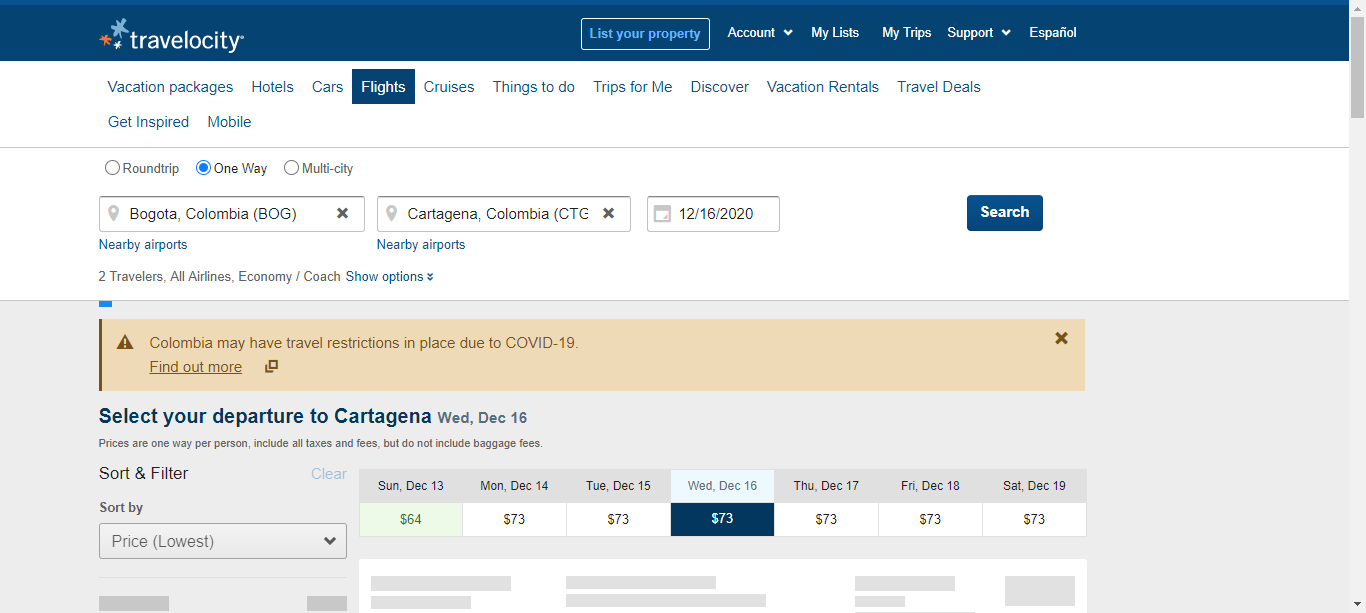 travelocity
List your property
Account
My Lists
My Trips
Support
Español
Vacation packages
Hotels
Cars
Flights
Cruises
Things to do
Trips for Me
Discover
Vacation Rentals
Travel Deals
Get Inspired
Mobile
Roundtrip
One Way
Multi-city
Bogota, Colombia (BOG)
Cartagena, Colombia (CTG
12/16/2020
Search
Nearby airports
Nearby airports
2 Travelers, All Airlines, Economy / Coach Show options
Colombia may have travel restrictions in place due to COVID-19.
Find out more
Select your departure to Cartagena Wed, Dec 16
Prices are one way per person, include all taxes and fees, but do not include baggage fees.
Sort & Filter
Clear
Sort by
Price (Lowest)
Sun, Dec 13
Mon, Dec 14
Tue, Dec 15
Wed, Dec 16
Thu, Dec 17
Fri, Dec 18
Sat, Dec 19
$64
$73
$73
$73
$73
$73
$73